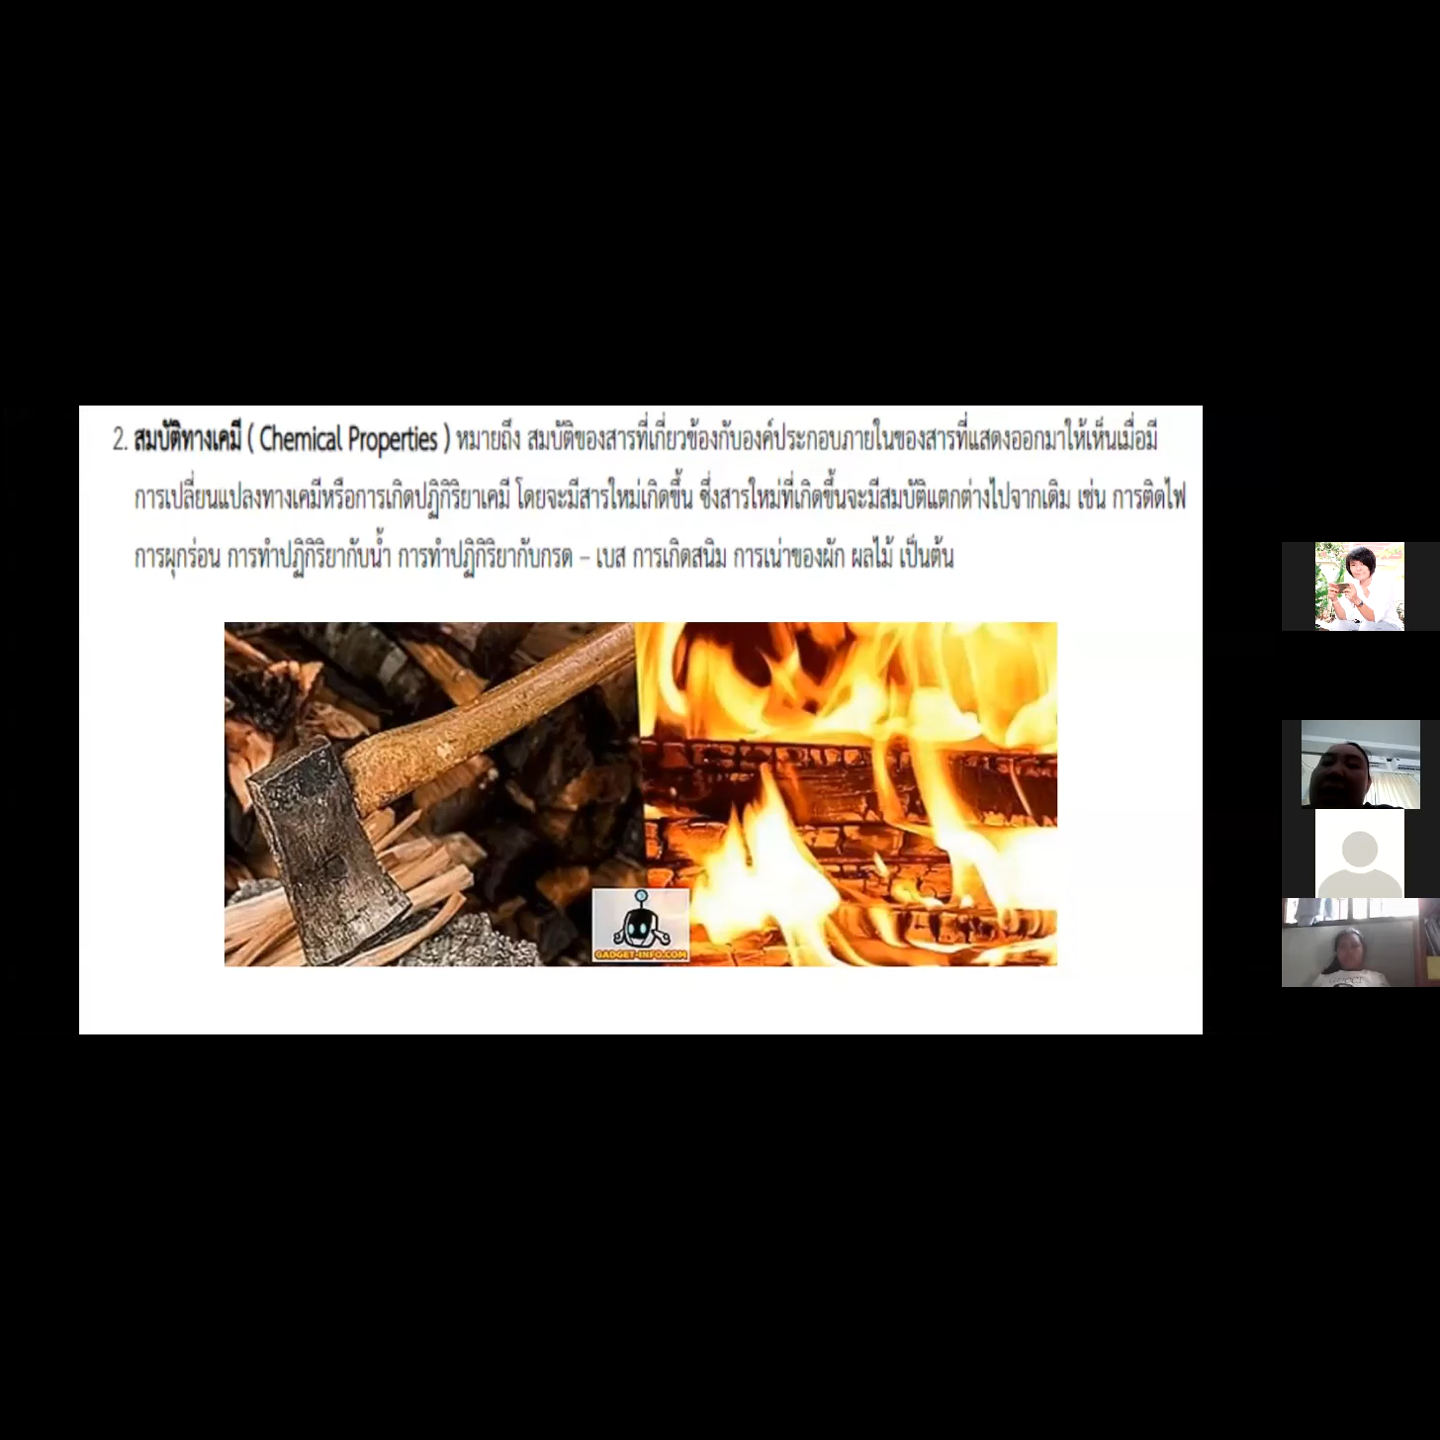 2. สมบัติทางเคมี ( Chemical Properties ) หมายถึง สมบัติของสารที่เกี่ยวข้องกับองค์ประกอบภายในของสารที่แสดงออกมาให้เห็นเมื่อมี
การเปลี่ยนแปลงทางเคมีหรือการเกิดปฏิกิริยาเคมี โดยจะมีสารใหม่เกิดขึ้น ซึ่งสารใหม่ที่เกิดขึ้นจะมีสมบัติแตกต่างไปจากเดิม เช่น การติดไฟ
การผุกร่อน การทำปฏิกิริยากับน้ำ การทำปฏิกิริยากับกรด – เบส การเกิดสนิม การเน่าของผัก ผลไม้ เป็นต้น
GADGET-INFO.COM